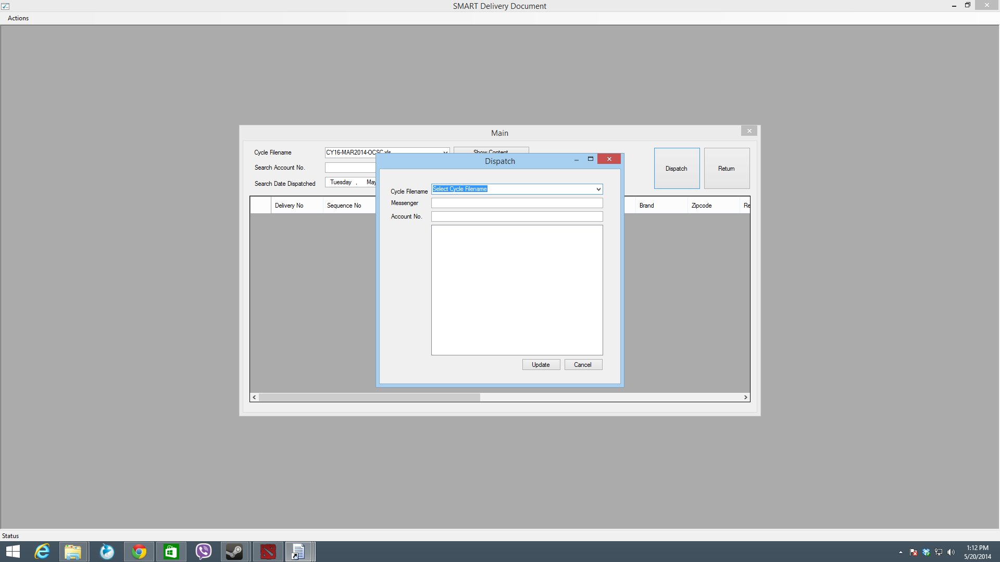 SMART Delivery Document
Actions
Main
Cycle Filename
CY16-MAR2014-OCSC.xls
Show Content
Search Account No.
Search Date Dispatched
Tuesday , May
Dispatch
Return
Delivery No
Sequence No
Brand
Zipcode
Re
Dispatch
Cycle Filename
Select Cycle Filename
Messenger
Account No.
Update
Cancel
Status
1:12 PM
5/20/2014